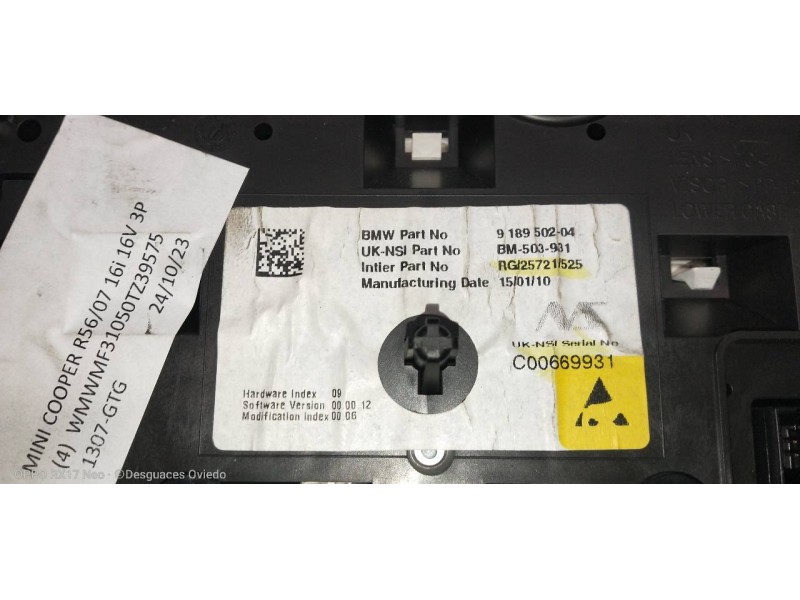 MINI COOPER R56/07 16i 16V 3P
(4) WMWMF31050TZ39575
1307-GTG
24/10/23
BMW Part No 9 189 502-04
UK-NSI Part No BM-503-931
Intier Part No RG/25721/525
Manufacturing Date 15/01/10
UK-NSI Serial No
C00669931
Hardware Index 09
Software Version 00 00 12
Modification Index 00 06
RX17 Neo · ©Desguaces Oviedo